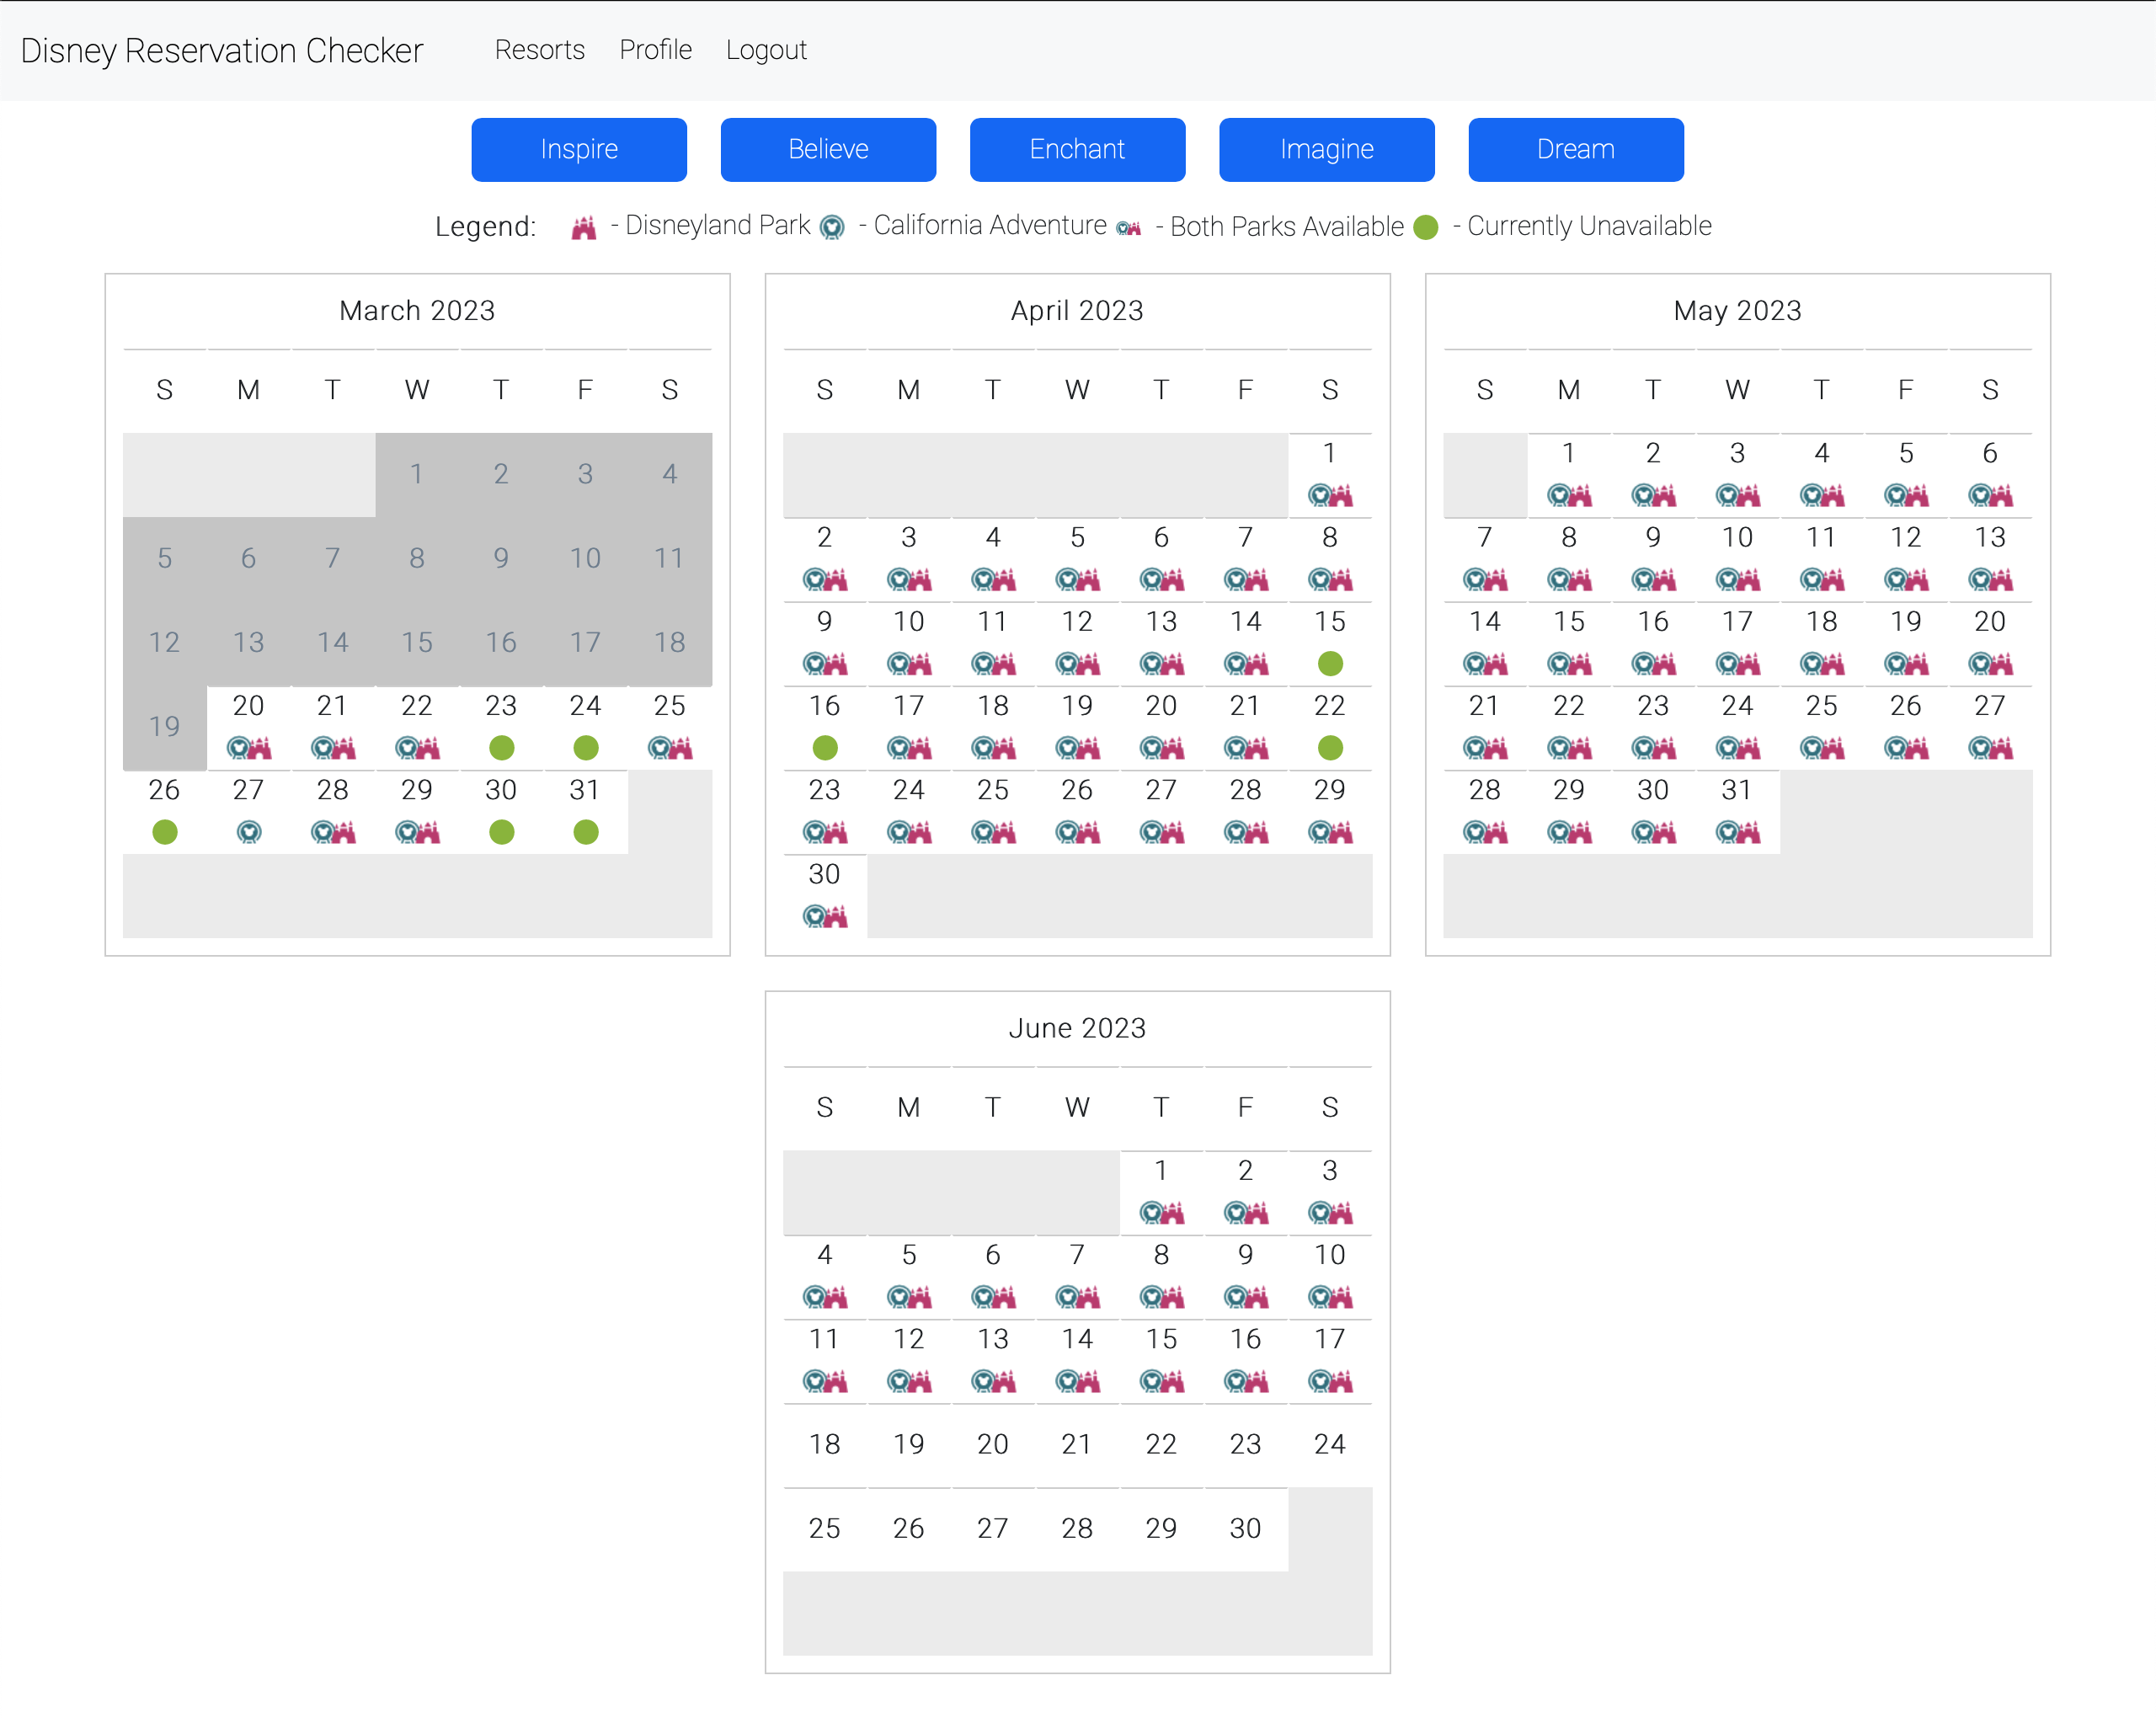 Disney Reservation Checker Resorts Profile Logout
Inspire Believe Enchant Imagine Dream
Legend: - Disneyland Park - California Adventure - Both Parks Available - Currently Unavailable
March 2023
S M T W T F S
1 2 3 4
5 6 7 8 9 10 11
12 13 14 15 16 17 18
19 20 21 22 23 24 25
26 27 28 29 30 31
April 2023
S M T W T F S
1
2 3 4 5 6 7 8
9 10 11 12 13 14 15
16 17 18 19 20 21 22
23 24 25 26 27 28 29
30
May 2023
S M T W T F S
1 2 3 4 5 6
7 8 9 10 11 12 13
14 15 16 17 18 19 20
21 22 23 24 25 26 27
28 29 30 31
June 2023
S M T W T F S
1 2 3
4 5 6 7 8 9 10
11 12 13 14 15 16 17
18 19 20 21 22 23 24
25 26 27 28 29 30